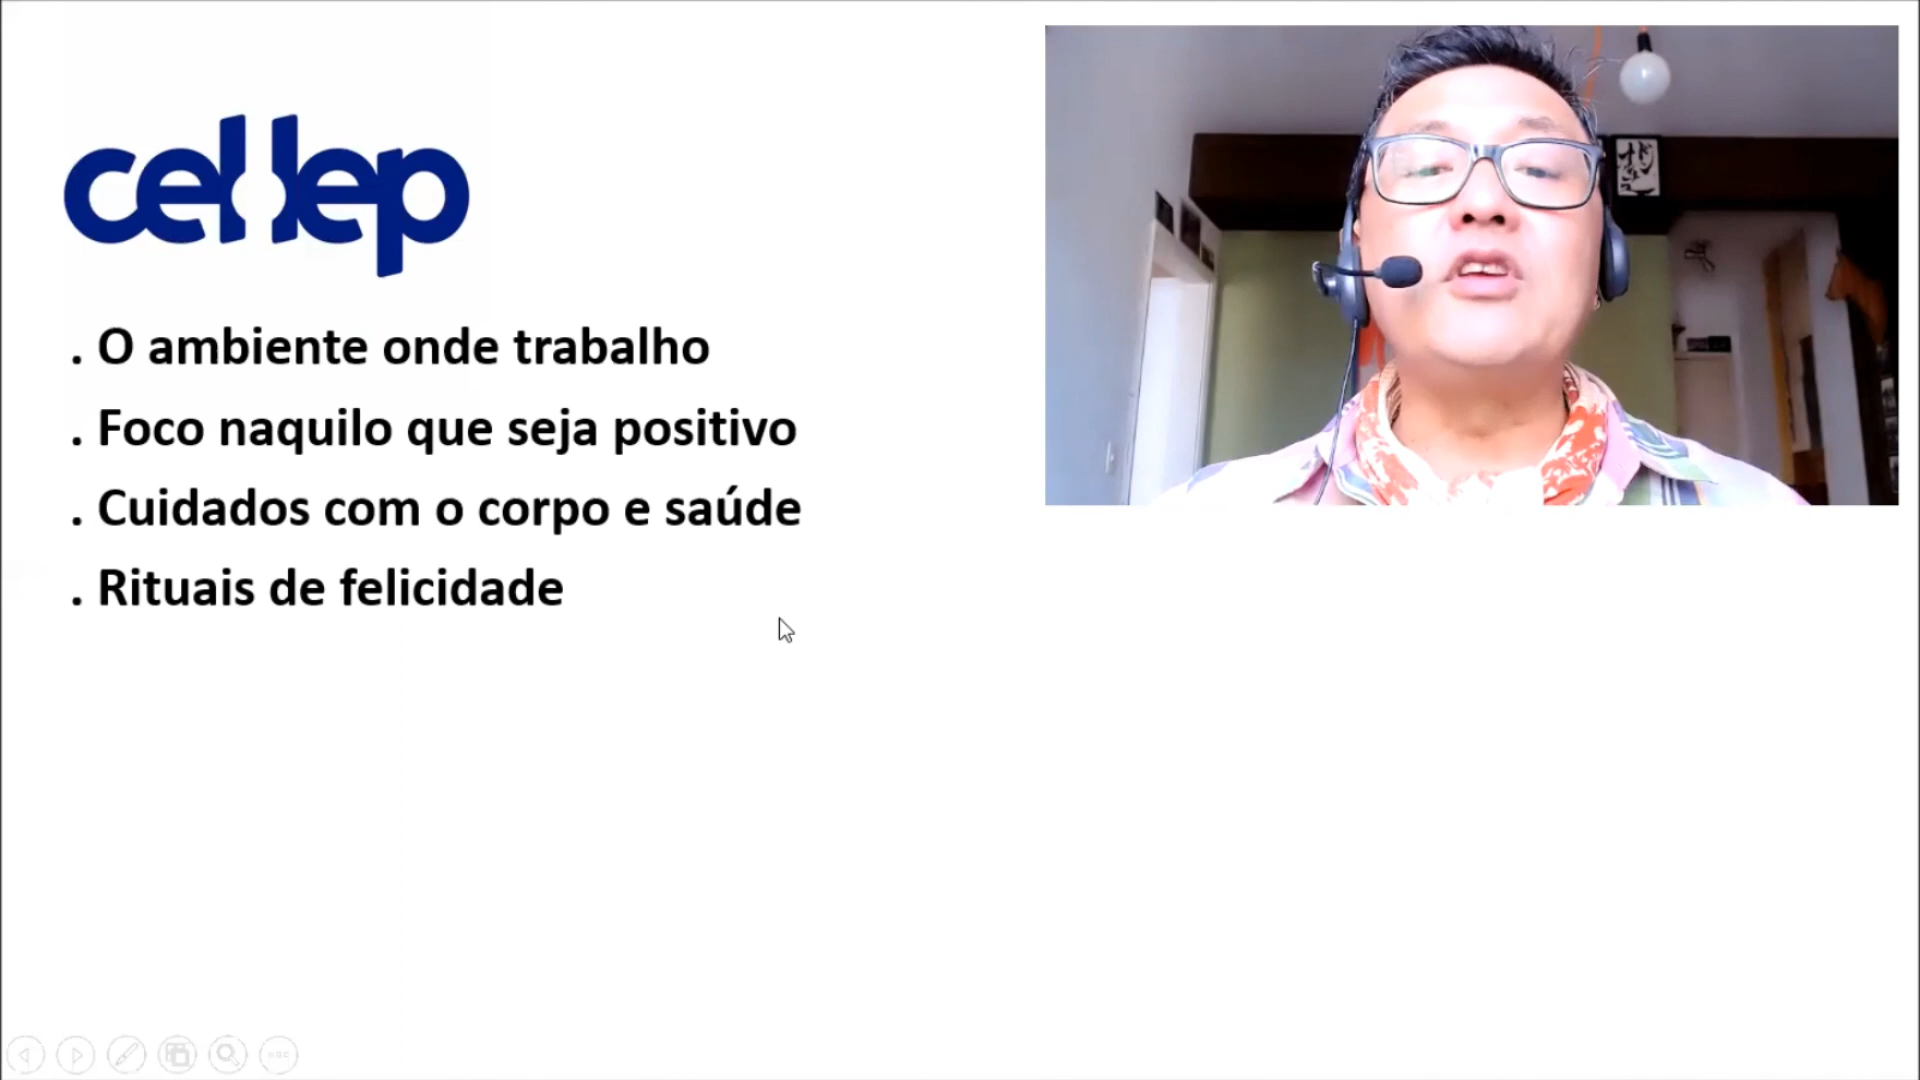 cellep
. O ambiente onde trabalho
. Foco naquilo que seja positivo
. Cuidados com o corpo e saúde
. Rituais de felicidade